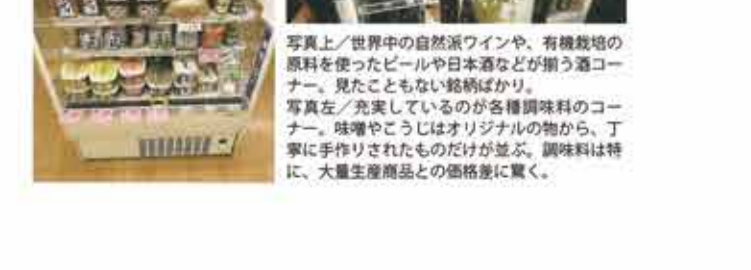 写真上／世界中の自然派ワインや、有機栽培の
原料を使ったビールや日本酒などが揃う酒コー
ナー。見たこともない銘柄ばかり。
写真左／充実しているのが各種調味料のコー
ナー。味噌やこうじはオリジナルの物から、丁
寧に手作りされたものだけが並ぶ。調味料は特
に、大量生産商品との価格差に驚く。